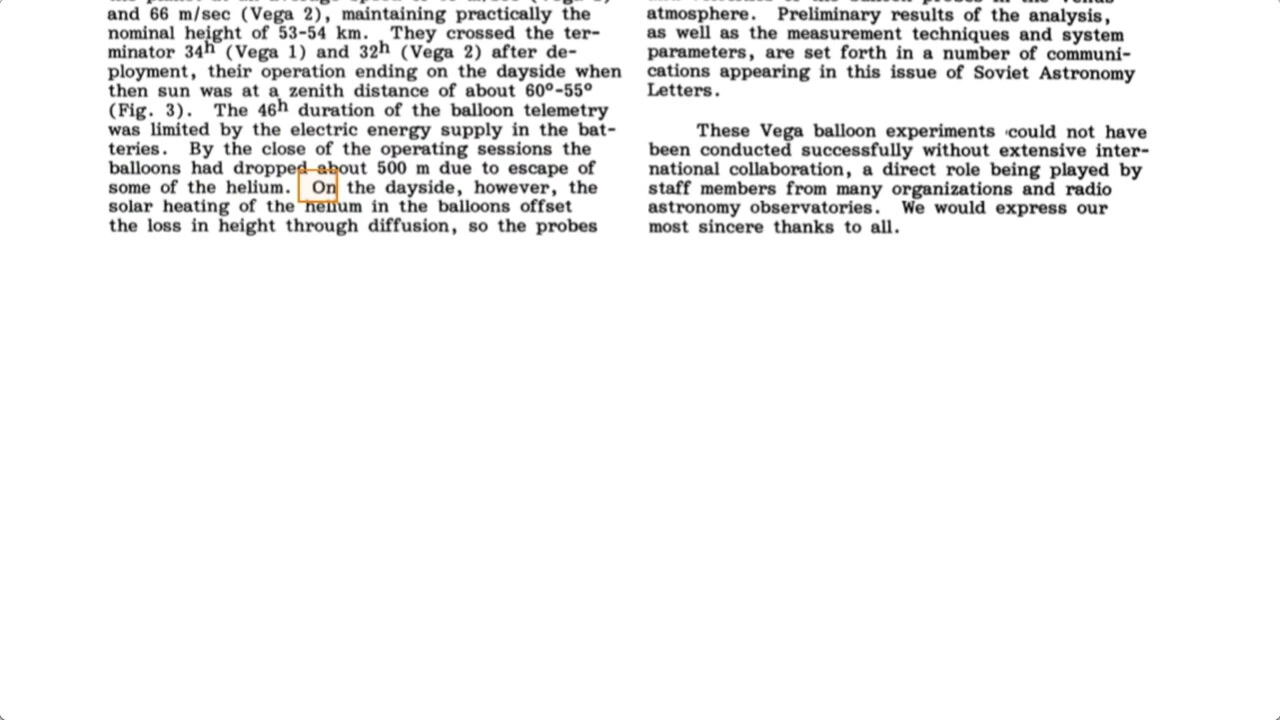 and 66 m/sec (Vega 2), maintaining practically the
nominal height of 53-54 km. They crossed the ter-
minator 34h (Vega 1) and 32h (Vega 2) after de-
ployment, their operation ending on the dayside when
then sun was at a zenith distance of about 60°-55°
(Fig. 3). The 46h duration of the balloon telemetry
was limited by the electric energy supply in the bat-
teries. By the close of the operating sessions the
balloons had dropped about 500 m due to escape of
some of the helium. On the dayside, however, the
solar heating of the helium in the balloons offset
the loss in height through diffusion, so the probes
atmosphere. Preliminary results of the analysis,
as well as the measurement techniques and system
parameters, are set forth in a number of communi-
cations appearing in this issue of Soviet Astronomy
Letters.
These Vega balloon experiments could not have
been conducted successfully without extensive inter-
national collaboration, a direct role being played by
staff members from many organizations and radio
astronomy observatories. We would express our
most sincere thanks to all.